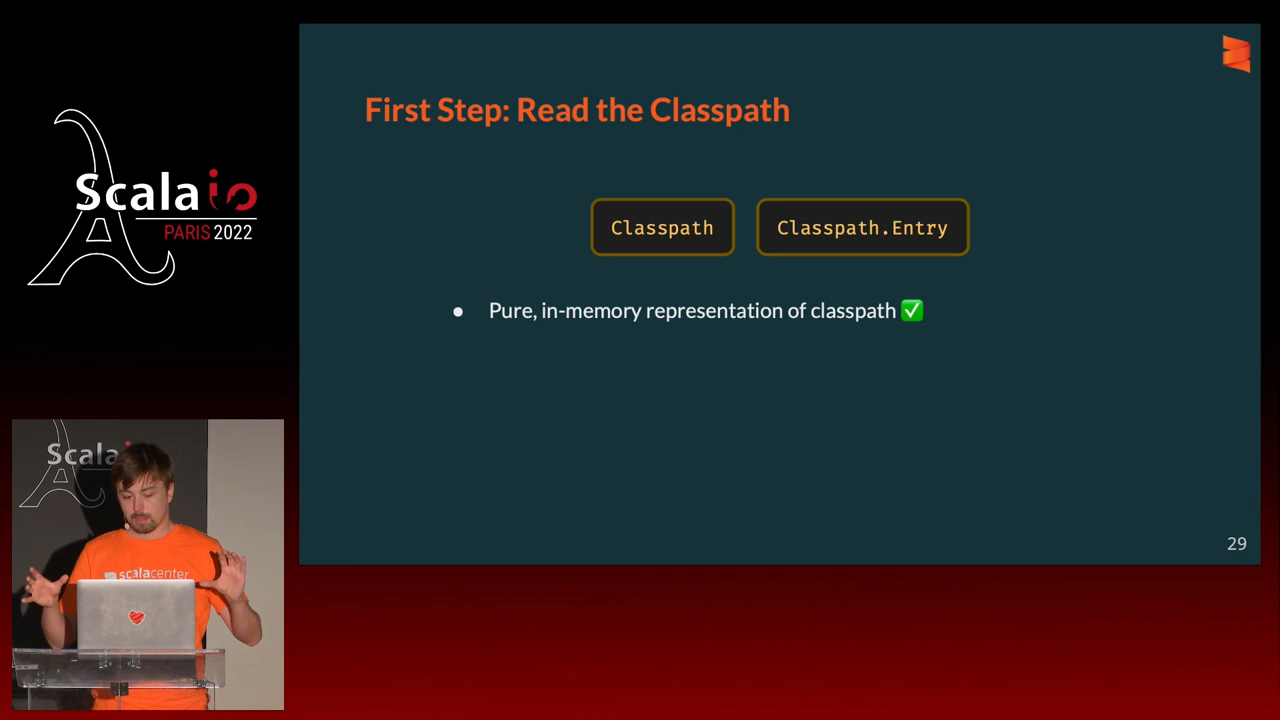 Scalaio
PARIS 2022
First Step: Read the Classpath
Classpath
Classpath.Entry
● Pure, in-memory representation of classpath ✅
29
Scala
scalacenter